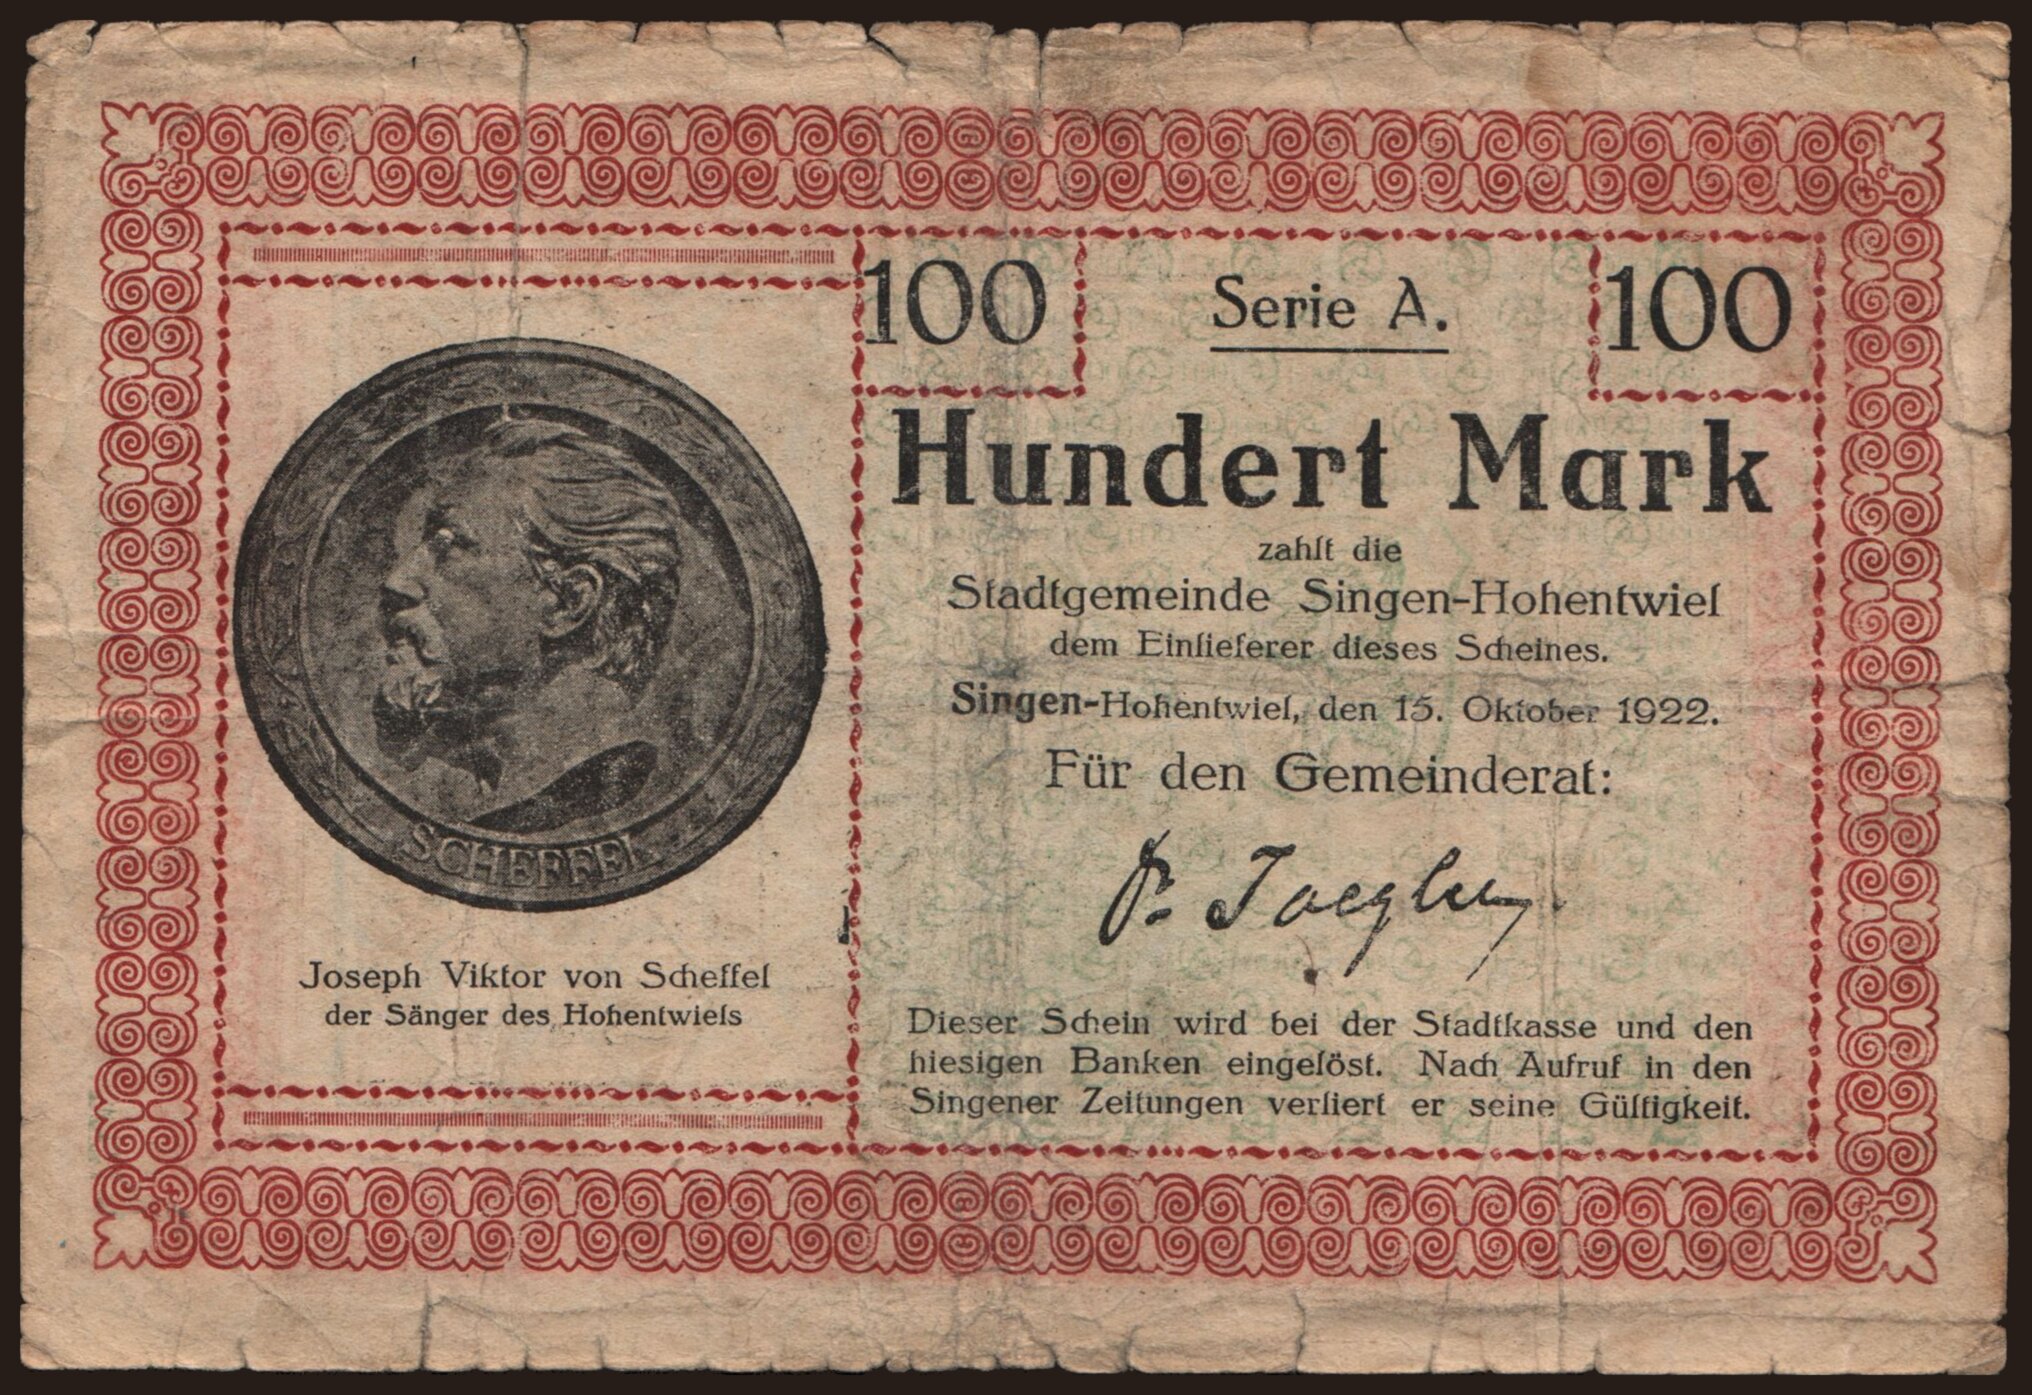 SCHEFFEL
Joseph Viktor von Scheffel
der Sänger des Hohentwiels
100
Serie A.
100
Hundert Mark
zahlt die
Stadtgemeinde Singen-Hohentwiel
dem Einlieferer dieses Scheines.
Singen-Hohentwiel, den 15. Oktober 1922.
Für den Gemeinderat:
Dieser Schein wird bei der Stadtkasse und den
hiesigen Banken eingelöst. Nach Aufruf in den
Singener Zeitungen verliert er seine Gültigkeit.